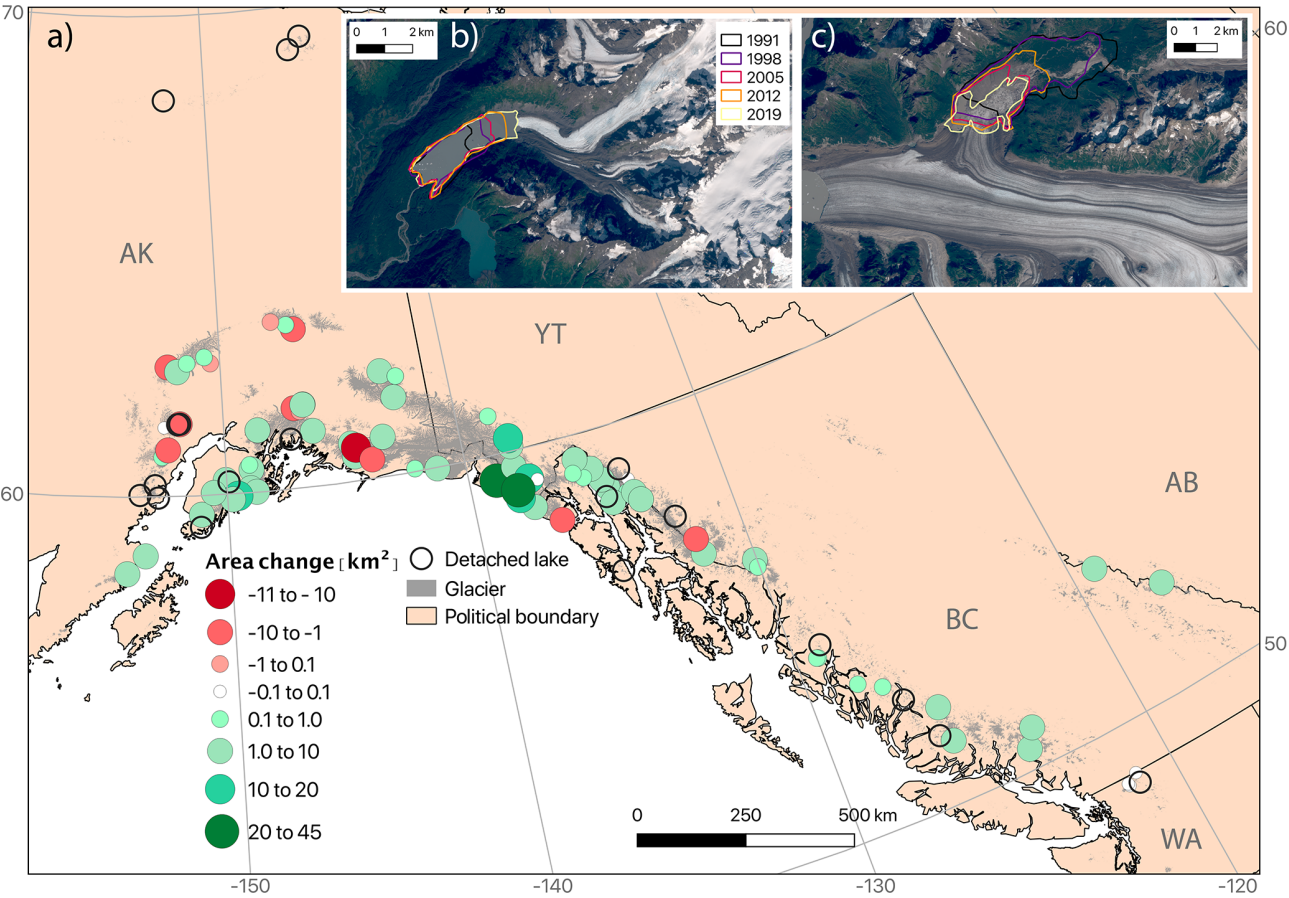 70
a)
0 1 2 km
b)
1991
1998
2005
2012
2019
c)
0 1 2 km
60
AK
YT
60
AB
Area change [km²]
-11 to - 10
-10 to -1
-1 to 0.1
-0.1 to 0.1
0.1 to 1.0
1.0 to 10
10 to 20
20 to 45
Detached lake
Glacier
Political boundary
BC
50
0 250 500 km
WA
-150
-140
-130
-120